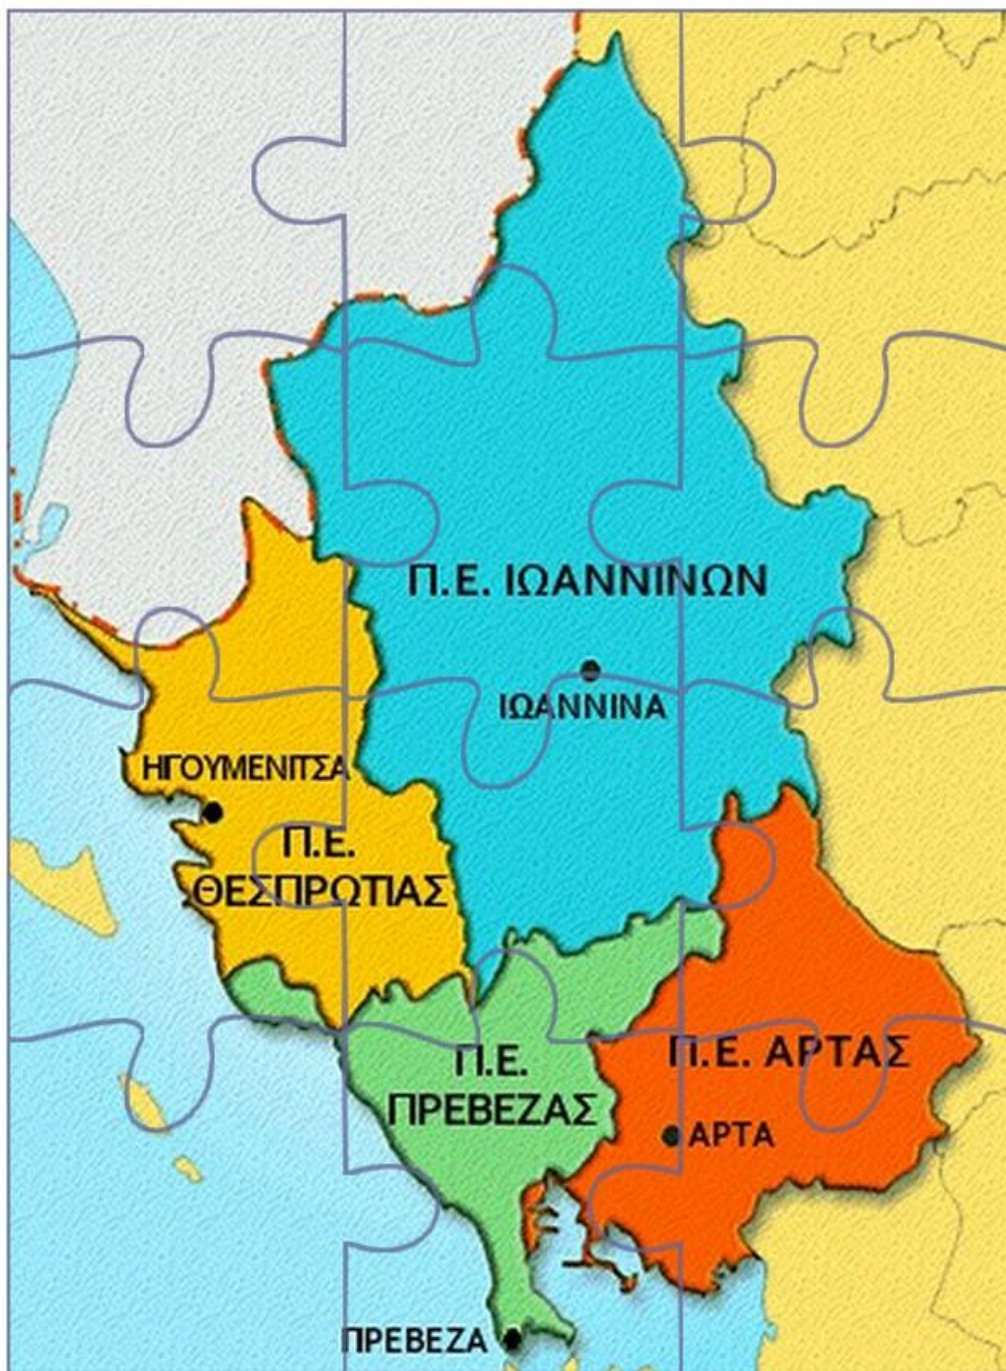 Π.Ε. ΙΩΑΝΝΙΝΩΝ
ΙΩΑΝΝΙΝΑ
ΗΓΟΥΜΕΝΙΤΣΑ
Π.Ε.
ΘΕΣΠΡΩΤΙΑΣ
Π.Ε.
ΠΡΕΒΕΖΑΣ
Π.Ε. ΑΡΤΑΣ
ΑΡΤΑ
ΠΡΕΒΕΖΑ